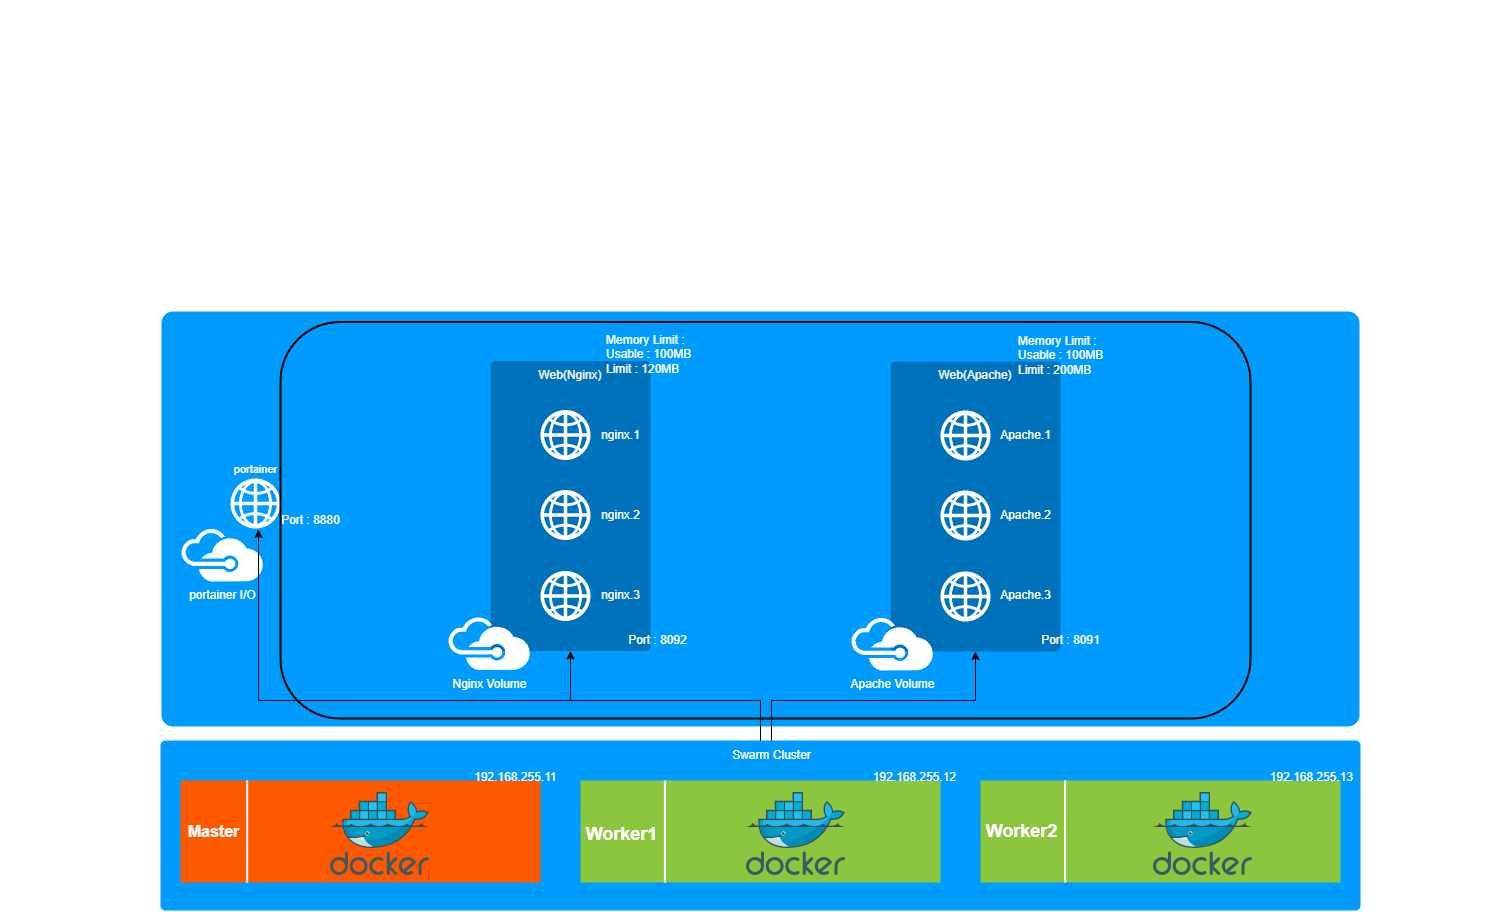 Memory Limit :
Usable : 100MB
Limit : 120MB
Web(Nginx)
nginx.1
nginx.2
nginx.3
Port : 8092
Nginx Volume
Memory Limit :
Usable : 100MB
Limit : 200MB
Web(Apache)
Apache.1
Apache.2
Apache.3
Port : 8091
Apache Volume
portainer
Port : 8880
portainer I/O
Swarm Cluster
192.168.255.11
Master
docker
192.168.255.12
Worker1
docker
192.168.255.13
Worker2
docker